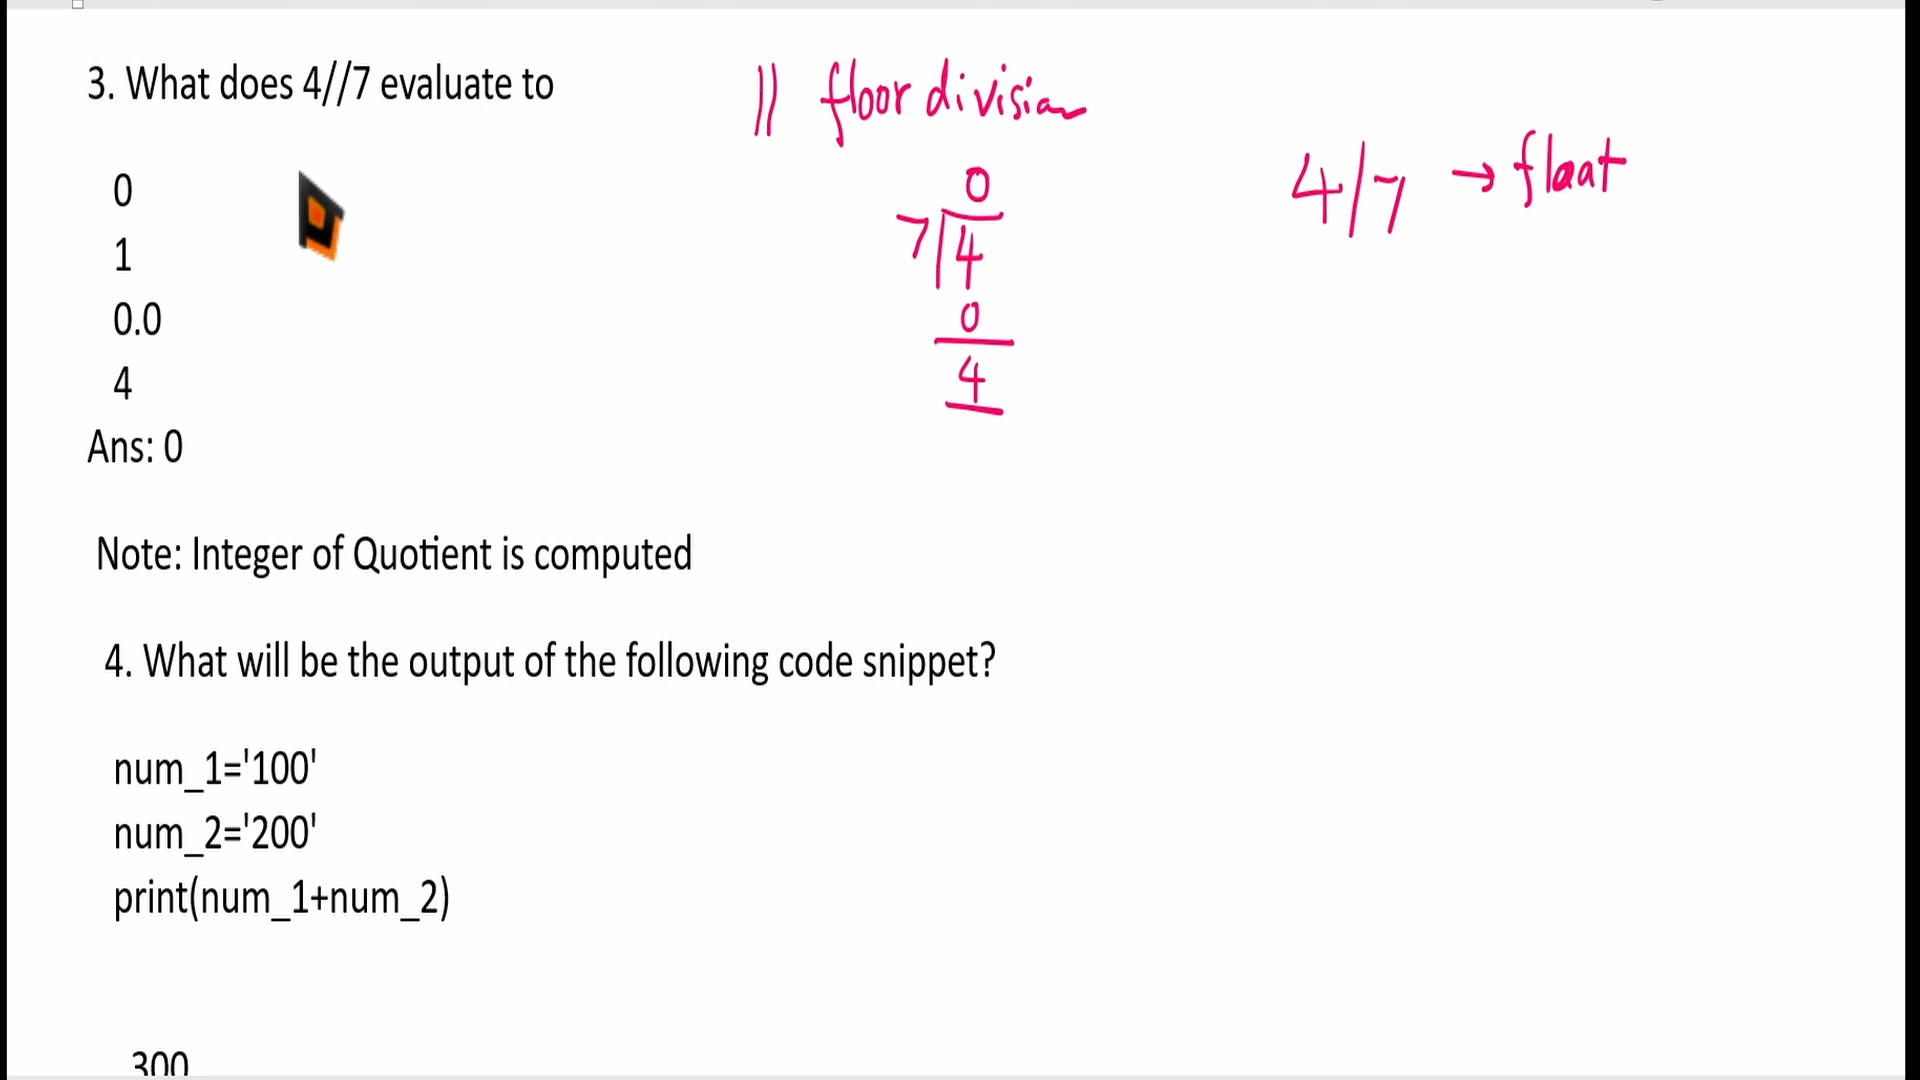 3. What does 4//7 evaluate to
// floor division
0
1
0.0
4
Ans: 0
0
7 4
0
4
4/7 → float
Note: Integer of Quotient is computed
4. What will be the output of the following code snippet?
num_1='100'
num_2='200'
print(num_1+num_2)
300